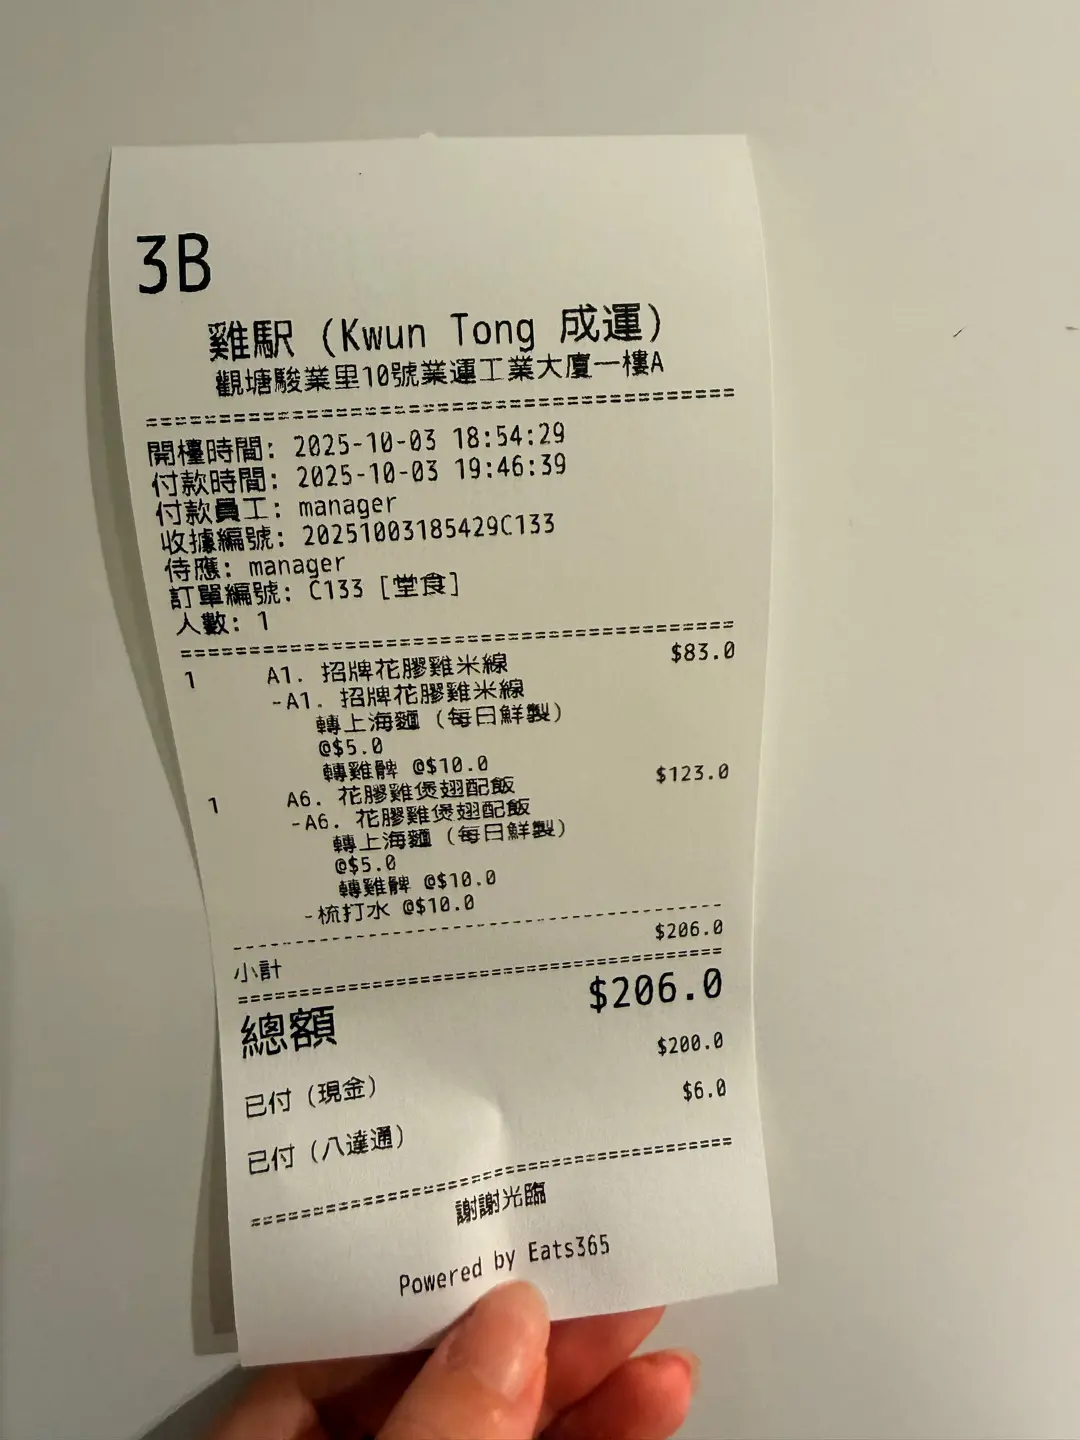 3B
雞駅 (Kwun Tong 成運)
觀塘駿業里10號業運工業大廈一樓A
開檯時間: 2025-10-03 18:54:29
付款時間: 2025-10-03 19:46:39
付款員工: manager
收據編號: 20251003185429C133
侍應: manager
訂單編號: C133 [堂食]
人數: 1
1 A1. 招牌花膠雞米線 $83.0
-A1. 招牌花膠雞米線
轉上海麵 (每日鮮製)
@$5.0
轉雞髀 @$10.0
1 A6. 花膠雞煲翅配飯 $123.0
-A6. 花膠雞煲翅配飯
轉上海麵 (每日鮮製)
@$5.0
轉雞髀 @$10.0
-梳打水 @$10.0
小計 $206.0
總額 $206.0
已付 (現金) $200.0
已付 (八達通) $6.0
謝謝光臨
Powered by Eats365